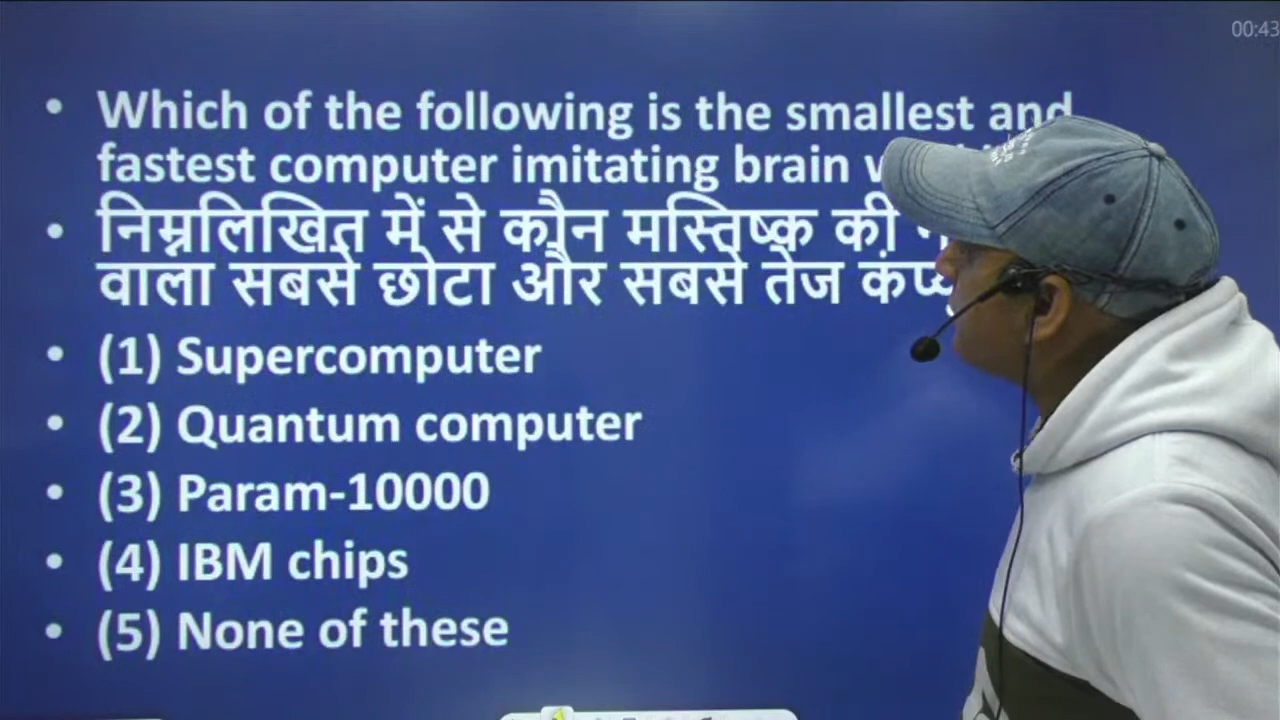 00:43
• Which of the following is the smallest and
fastest computer imitating brain
• निम्नलिखित में से कौन मस्तिष्क की
वाला सबसे छोटा और सबसे तेज
• (1) Supercomputer
• (2) Quantum computer
• (3) Param-10000
• (4) IBM chips
• (5) None of these